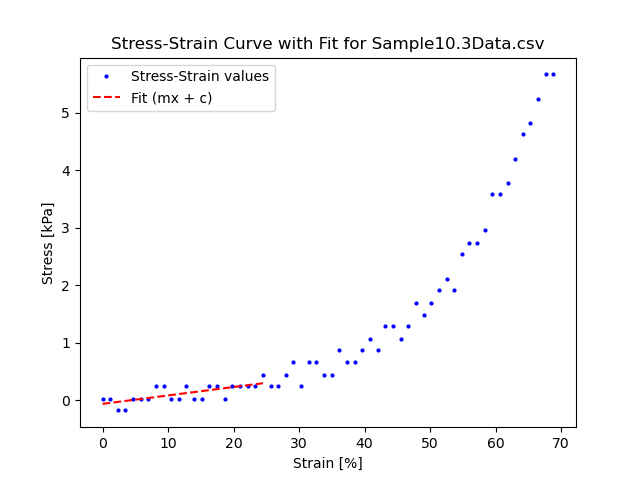 Stress-Strain Curve with Fit for Sample10.3Data.csv
Stress-Strain values
Fit (mx + c)
5
4
3
2
1
0
Stress [kPa]
0 10 20 30 40 50 60 70
Strain [%]